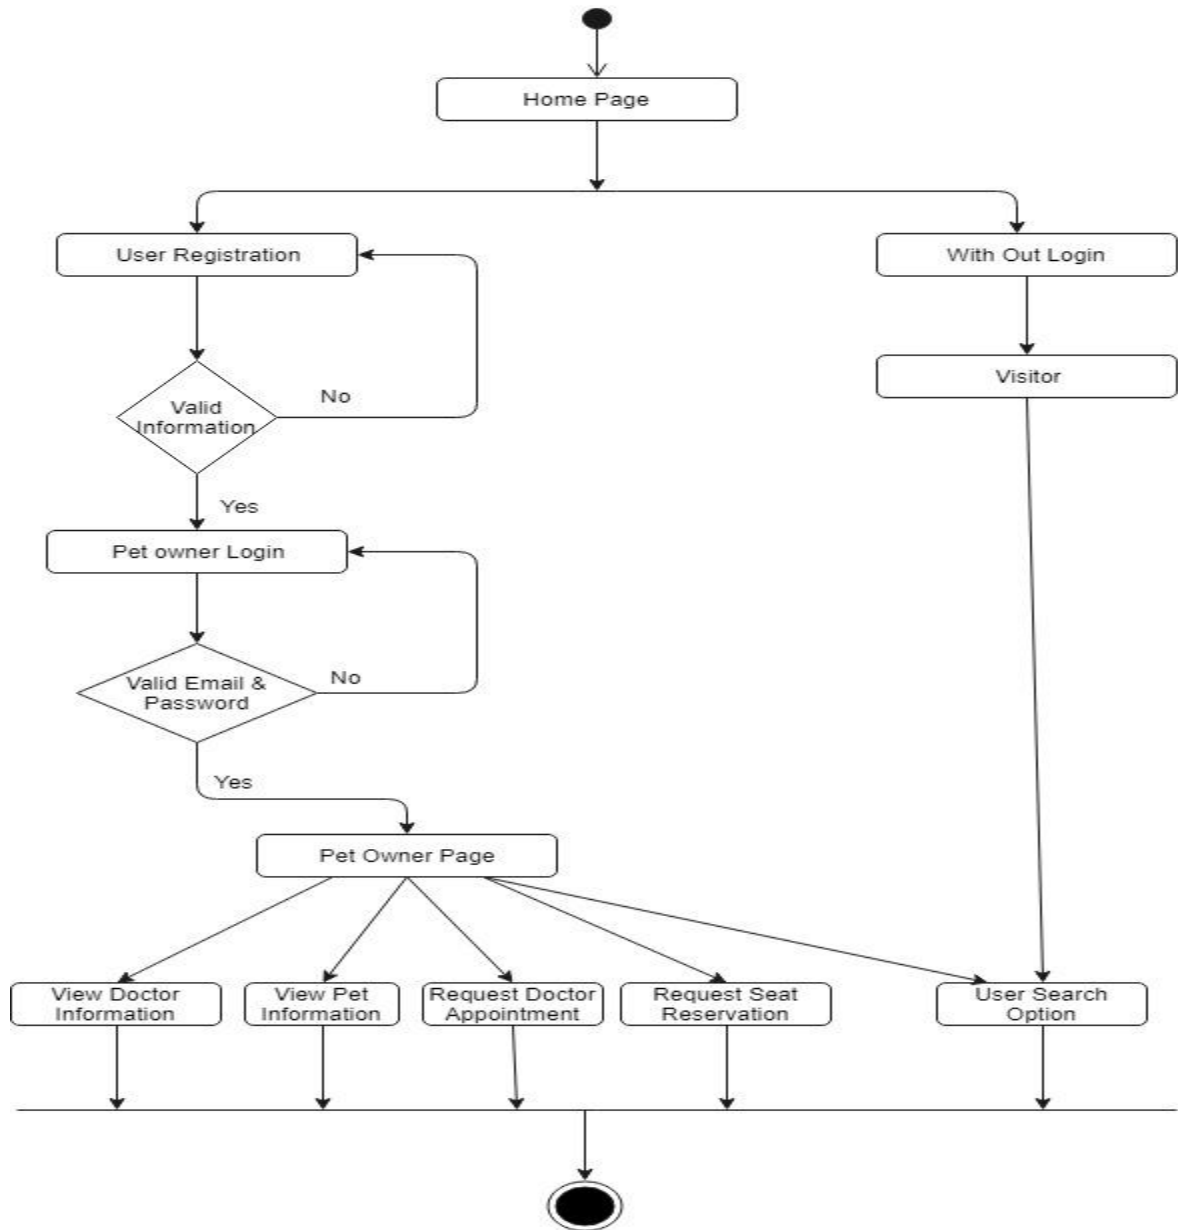 Home Page
User Registration
With Out Login
Visitor
No
Valid
Information
Yes
Pet owner Login
No
Valid Email &
Password
Yes
Pet Owner Page
View Doctor
Information
View Pet
Information
Request Doctor
Appointment
Request Seat
Reservation
User Search
Option